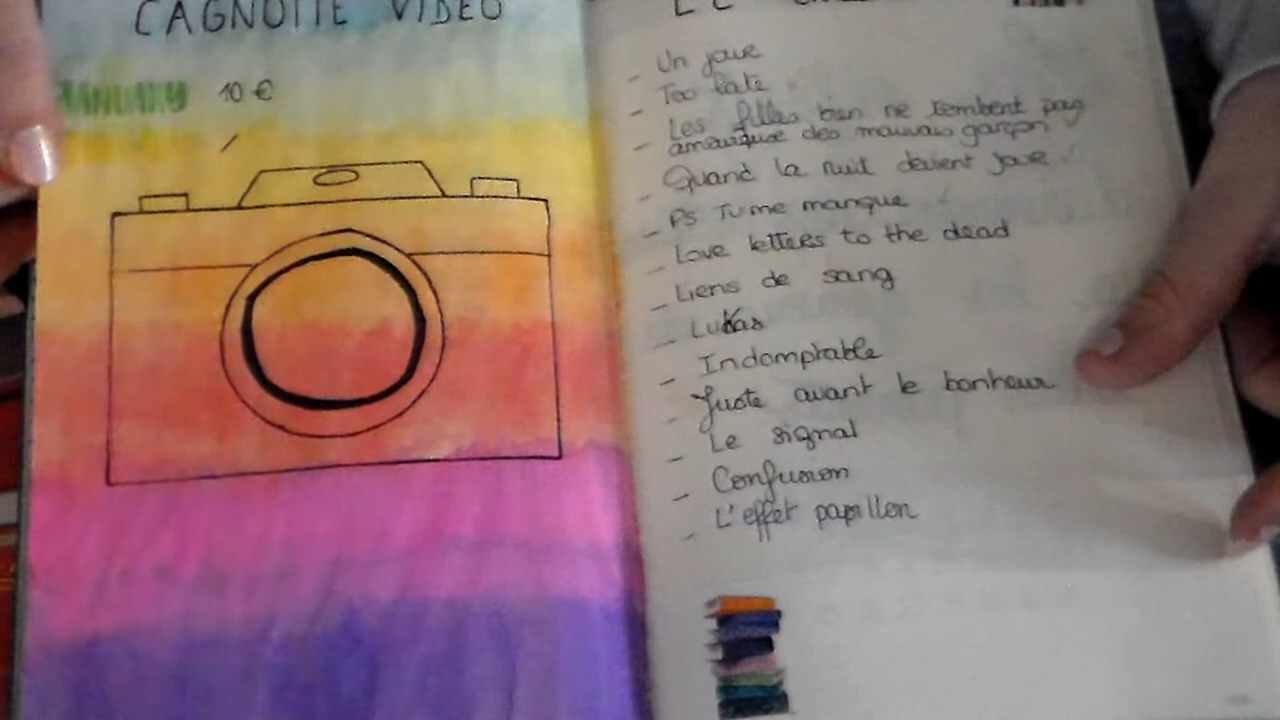 CAGNOTTE VIDEO
JANUARY 10 €
- Un jour
- Too late
- Les filles bien ne tombent pas
amoureuse des mauvais garçon
- Quand la nuit devient jour
- PS Tu me manque
- Love letters to the dead
- Liens de sang
- Lukas
- Indomptable
- Juste avant le bonheur
- Le signal
- Confusion
- L'effet papillon